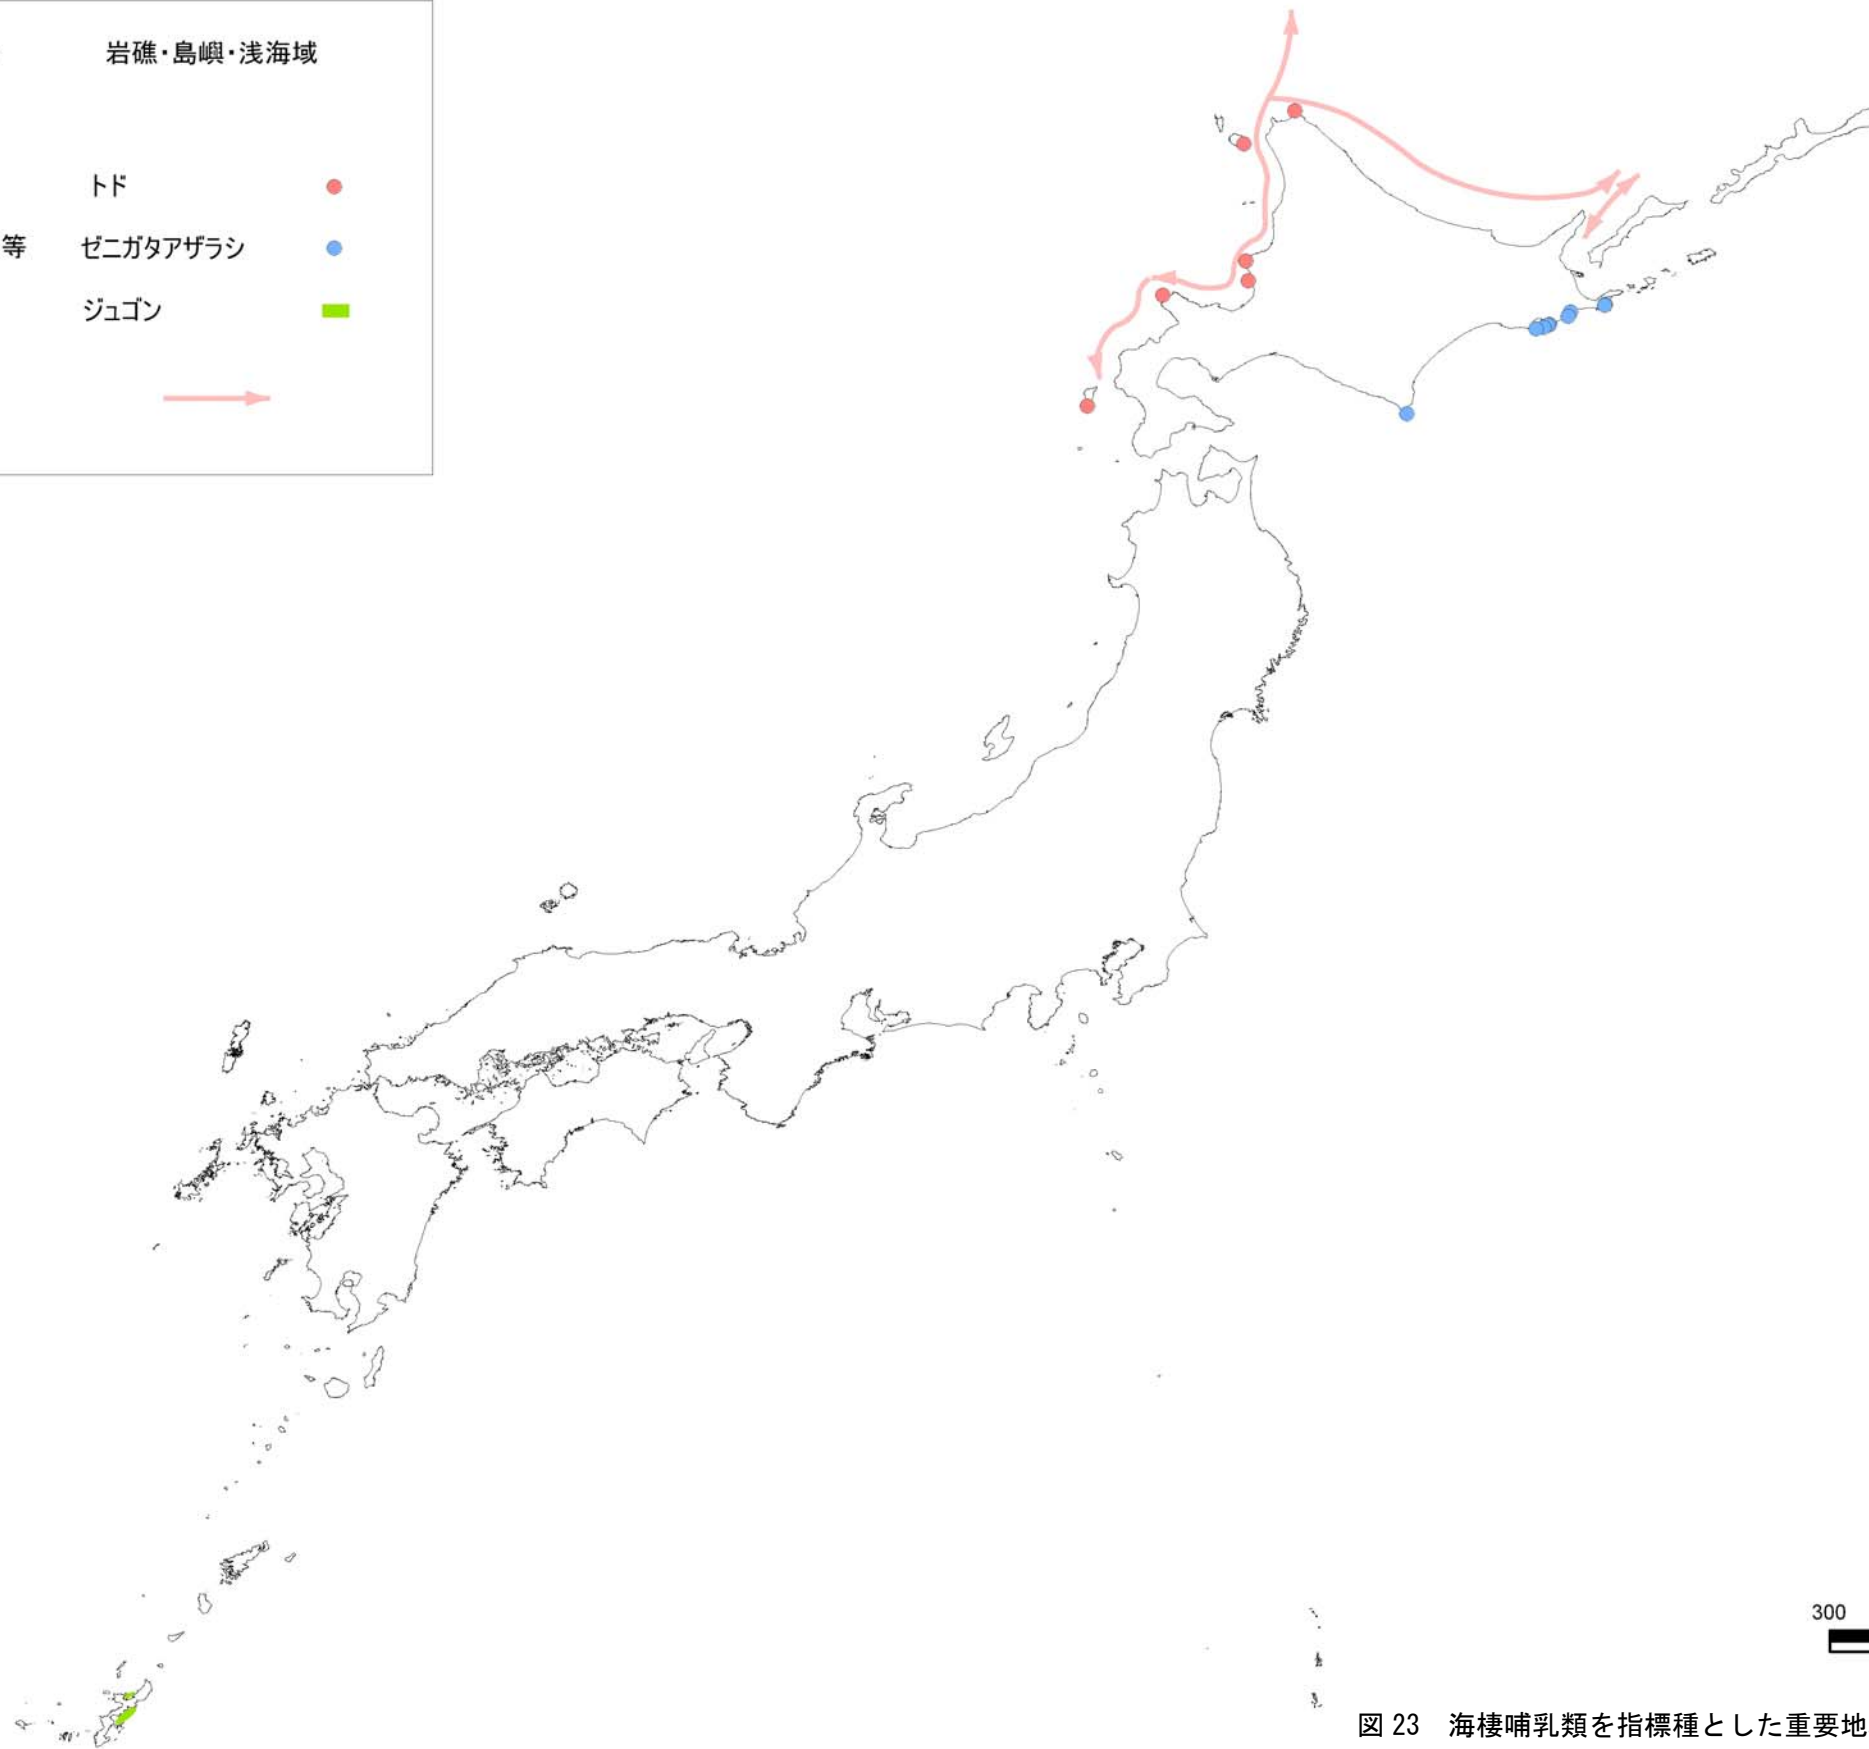 岩礁・島嶼・浅海域
トド
等 ゼニガタアザラシ
ジュゴン
300
図 23 海棲哺乳類を指標種とした重要地